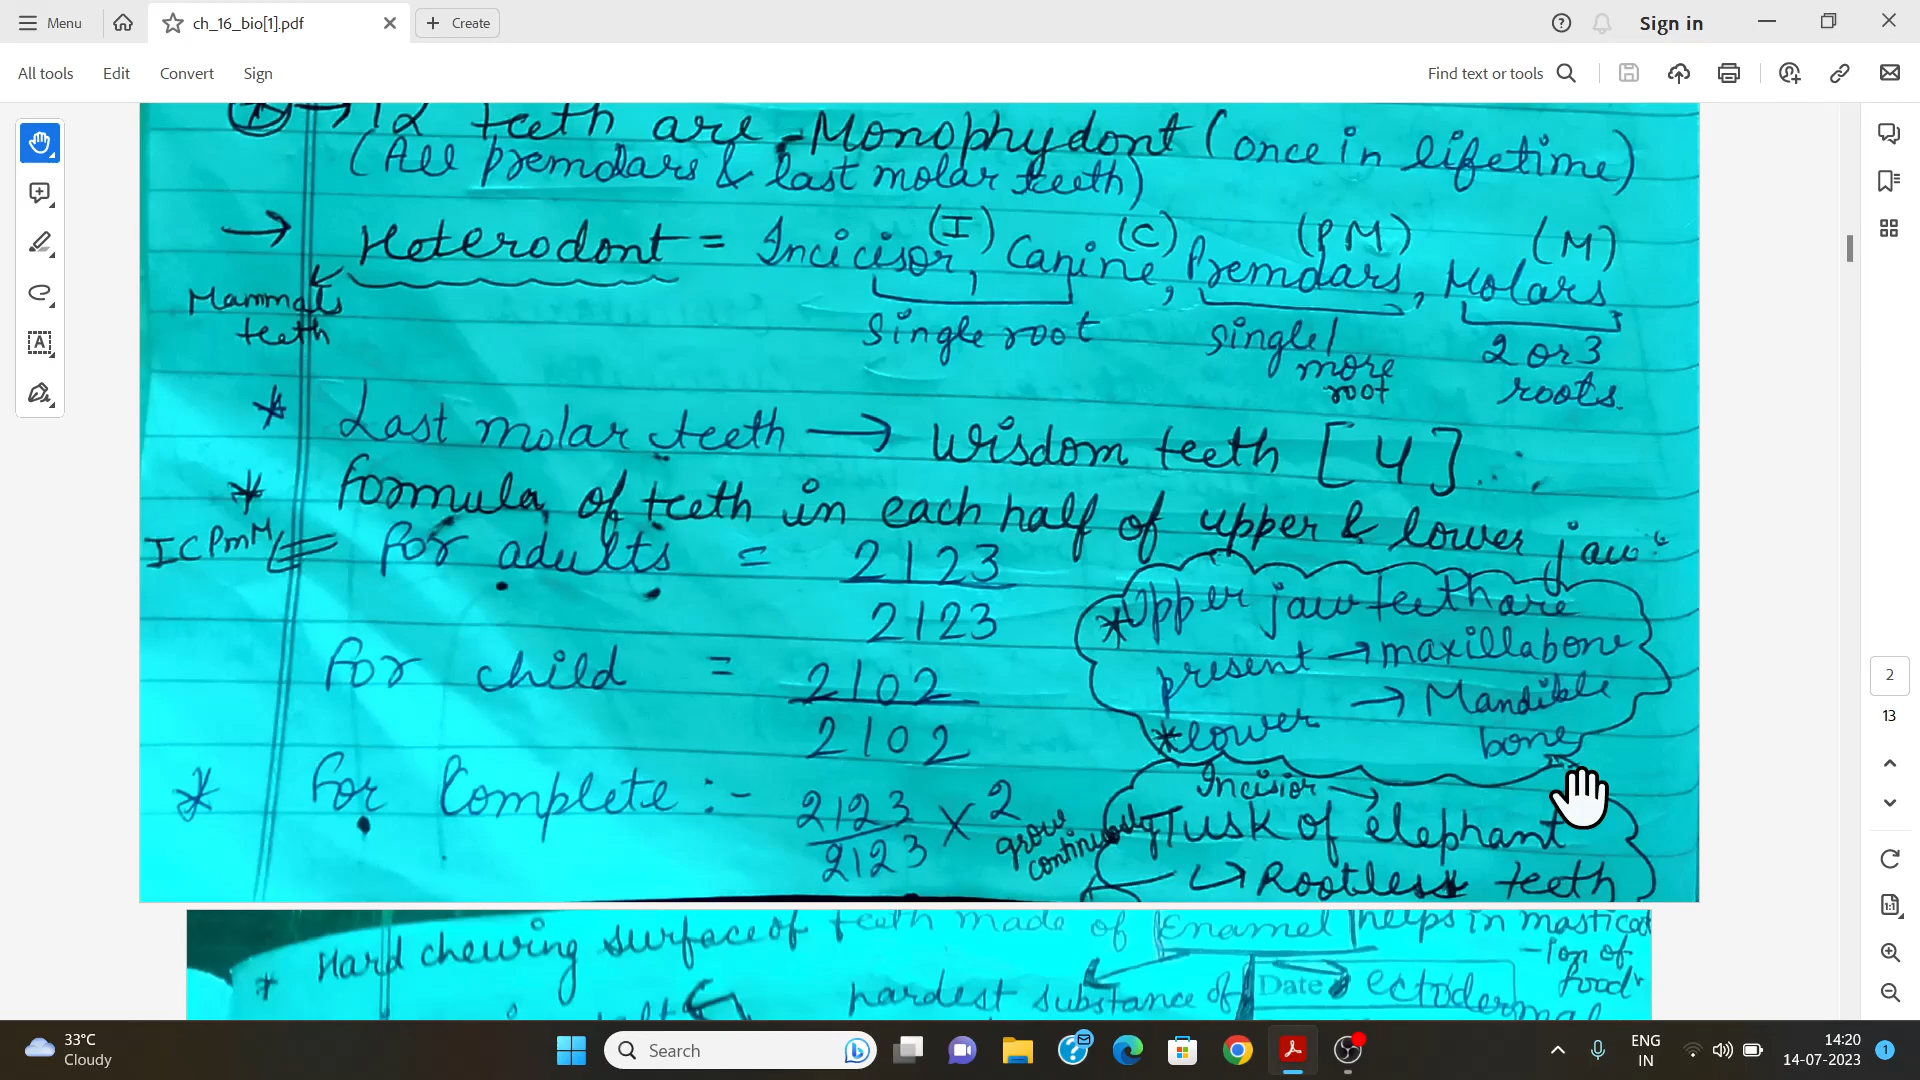 Menu
ch_16_bio[1].pdf
Create
Sign in
All tools Edit Convert Sign
Find text or tools
→ 12 teeth are - Monophydont (once in lifetime)
(All premolars & last molar teeth)
(I) (C) (PM) (M)
→ Heterodont = Incicisor, Canine, Premolars, Molars
Mammals teeth
Single root
single/more root
2 or 3 roots.
* Last molar teeth → Wisdom teeth [4]
* formula of teeth in each half of upper & lower jaw
ICPmM
for adults = 2123
2123
* Upper jaw teeth are
present → maxilla bone
* Lower → Mandible
bones
for child = 2102
2102
* for Complete :- 2123 × 2
2123
grow continuously
Incisior →
Tusk of elephant
↳ Rootless teeth
* Hard chewing surface of teeth made of Enamel helps in masticat
-ion of food
hardest substance of
Date
ectodermal
2
13
33°C
Cloudy
Search
ENG
IN
14:20
14-07-2023
1